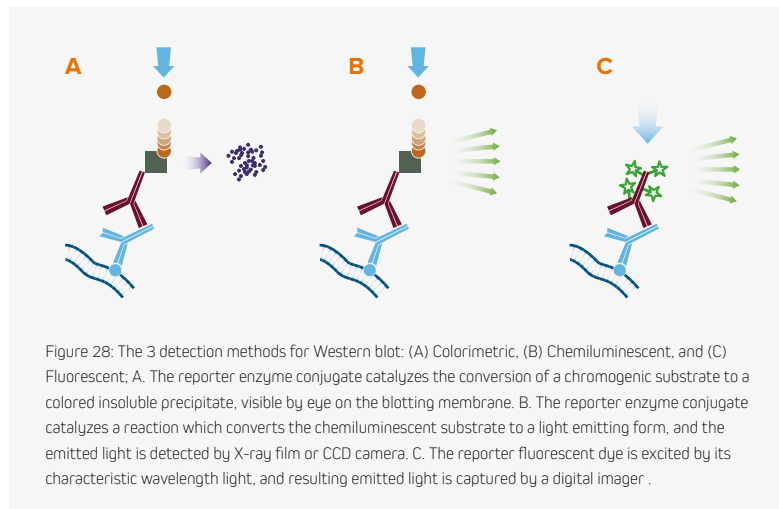 A
B
C
Figure 28: The 3 detection methods for Western blot: (A) Colorimetric, (B) Chemiluminescent, and (C)
Fluorescent; A. The reporter enzyme conjugate catalyzes the conversion of a chromogenic substrate to a
colored insoluble precipitate, visible by eye on the blotting membrane. B. The reporter enzyme conjugate
catalyzes a reaction which converts the chemiluminescent substrate to a light emitting form, and the
emitted light is detected by X-ray film or CCD camera. C. The reporter fluorescent dye is excited by its
characteristic wavelength light, and resulting emitted light is captured by a digital imager .